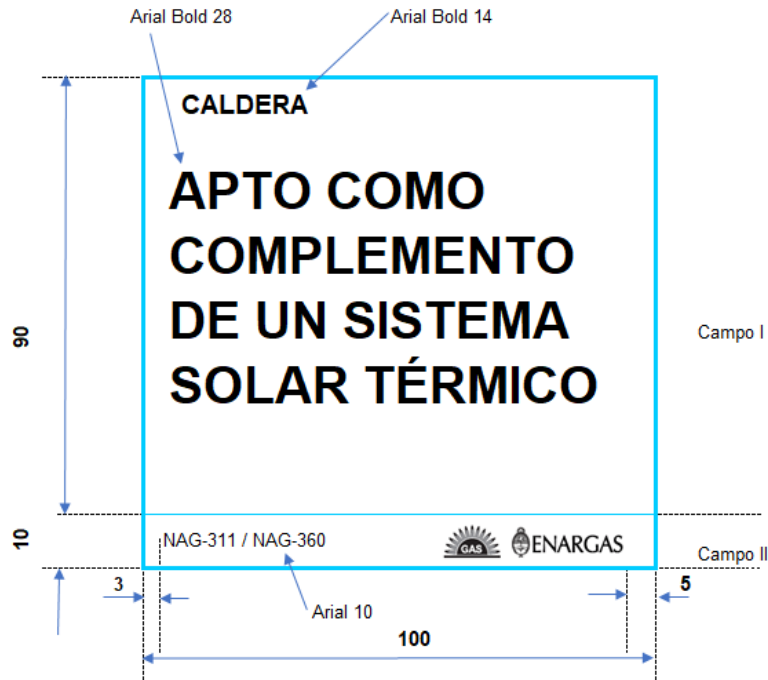 Arial Bold 28
Arial Bold 14
CALDERA
APTO COMO
COMPLEMENTO
DE UN SISTEMA
SOLAR TÉRMICO
90
Campo I
10
NAG-311 / NAG-360
GAS
ENARGAS
Campo II
3
5
Arial 10
100